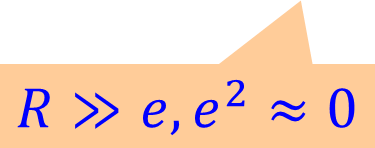 R ≫ e, e² ≈ 0